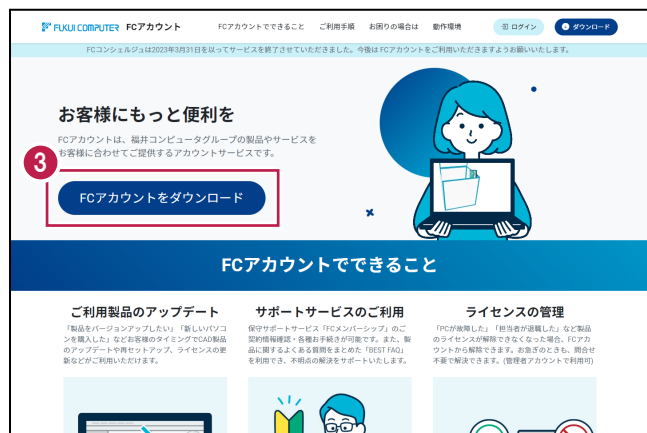 FUKUI COMPUTER FCアカウント FCアカウントでできること ご利用手順 お困りの場合は 動作環境 ログイン ダウンロード
FCコンシェルジュは2023年3月31日を以ってサービスを終了させていただきました。今後はFCアカウントをご利用いただきますようお願いいたします。
お客様にもっと便利を
FCアカウントは、福井コンピュータグループの製品やサービスを
お客様に合わせてご提供するアカウントサービスです。
3
FCアカウントをダウンロード
FCアカウントでできること
ご利用製品のアップデート
「製品をバージョンアップしたい」「新しいパソコ
ンを購入した」などお客様のタイミングでCAD製品
のアップデートや再セットアップ、ライセンスの更
新などがご利用いただけます。
サポートサービスのご利用
保守サポートサービス「FCメンバーシップ」のご
契約情報確認・各種お手続きが可能です。また、製
品に関するよくある質問をまとめた「BEST FAQ」
を利用でき、不明点の解決をサポートいたします。
ライセンスの管理
「PCが故障した」「担当者が退職した」など製品
のライセンスが解除できなくなった場合、FCアカ
ウントから解除できます。お急ぎのときも、問合せ
不要で解決できます。(管理者アカウントで利用可)